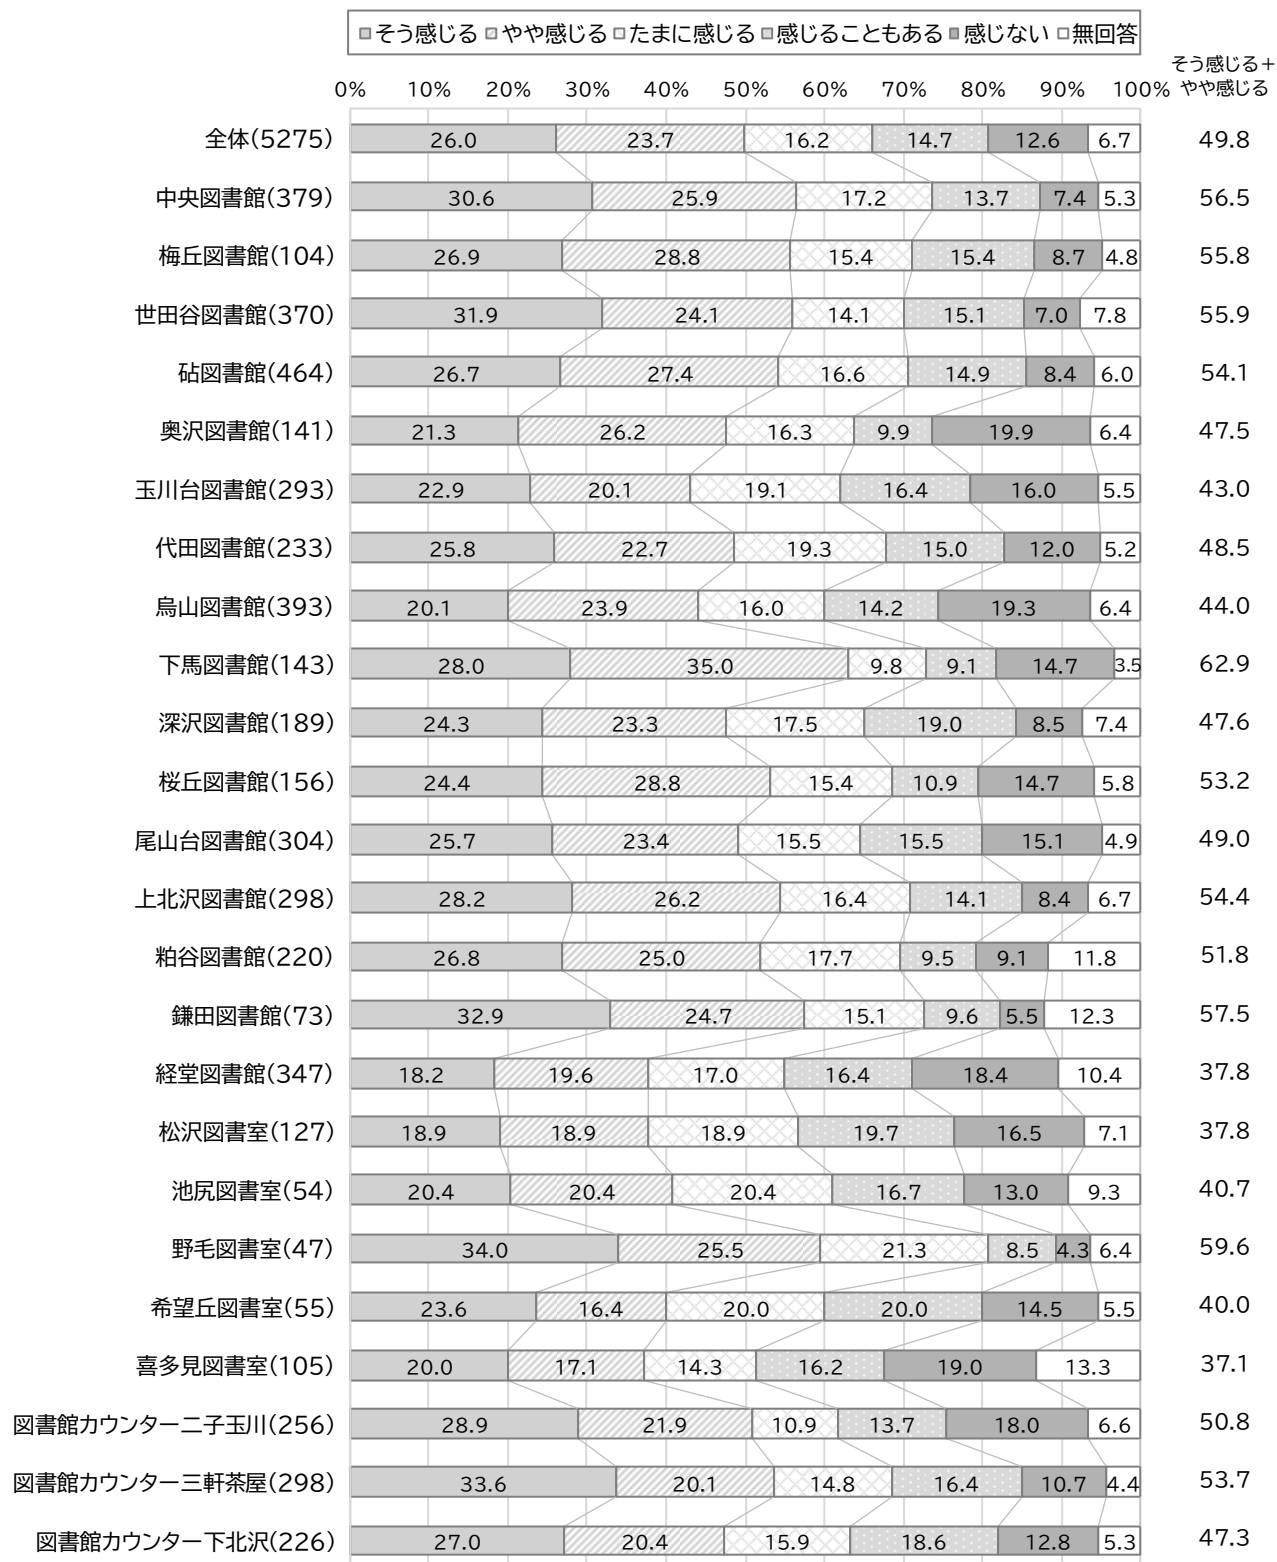 そう感じる やや感じる たまに感じる 感じることもある 感じない 無回答
そう感じる＋
やや感じる
0% 10% 20% 30% 40% 50% 60% 70% 80% 90% 100%
全体(5275) 26.0 23.7 16.2 14.7 12.6 6.7 49.8
中央図書館(379) 30.6 25.9 17.2 13.7 7.4 5.3 56.5
梅丘図書館(104) 26.9 28.8 15.4 15.4 8.7 4.8 55.8
世田谷図書館(370) 31.9 24.1 14.1 15.1 7.0 7.8 55.9
砧図書館(464) 26.7 27.4 16.6 14.9 8.4 6.0 54.1
奥沢図書館(141) 21.3 26.2 16.3 9.9 19.9 6.4 47.5
玉川台図書館(293) 22.9 20.1 19.1 16.4 16.0 5.5 43.0
代田図書館(233) 25.8 22.7 19.3 15.0 12.0 5.2 48.5
烏山図書館(393) 20.1 23.9 16.0 14.2 19.3 6.4 44.0
下馬図書館(143) 28.0 35.0 9.8 9.1 14.7 3.5 62.9
深沢図書館(189) 24.3 23.3 17.5 19.0 8.5 7.4 47.6
桜丘図書館(156) 24.4 28.8 15.4 10.9 14.7 5.8 53.2
尾山台図書館(304) 25.7 23.4 15.5 15.5 15.1 4.9 49.0
上北沢図書館(298) 28.2 26.2 16.4 14.1 8.4 6.7 54.4
粕谷図書館(220) 26.8 25.0 17.7 9.5 9.1 11.8 51.8
鎌田図書館(73) 32.9 24.7 15.1 9.6 5.5 12.3 57.5
経堂図書館(347) 18.2 19.6 17.0 16.4 18.4 10.4 37.8
松沢図書室(127) 18.9 18.9 18.9 19.7 16.5 7.1 37.8
池尻図書室(54) 20.4 20.4 20.4 16.7 13.0 9.3 40.7
野毛図書室(47) 34.0 25.5 21.3 8.5 4.3 6.4 59.6
希望丘図書室(55) 23.6 16.4 20.0 20.0 14.5 5.5 40.0
喜多見図書室(105) 20.0 17.1 14.3 16.2 19.0 13.3 37.1
図書館カウンター二子玉川(256) 28.9 21.9 10.9 13.7 18.0 6.6 50.8
図書館カウンター三軒茶屋(298) 33.6 20.1 14.8 16.4 10.7 4.4 53.7
図書館カウンター下北沢(226) 27.0 20.4 15.9 18.6 12.8 5.3 47.3